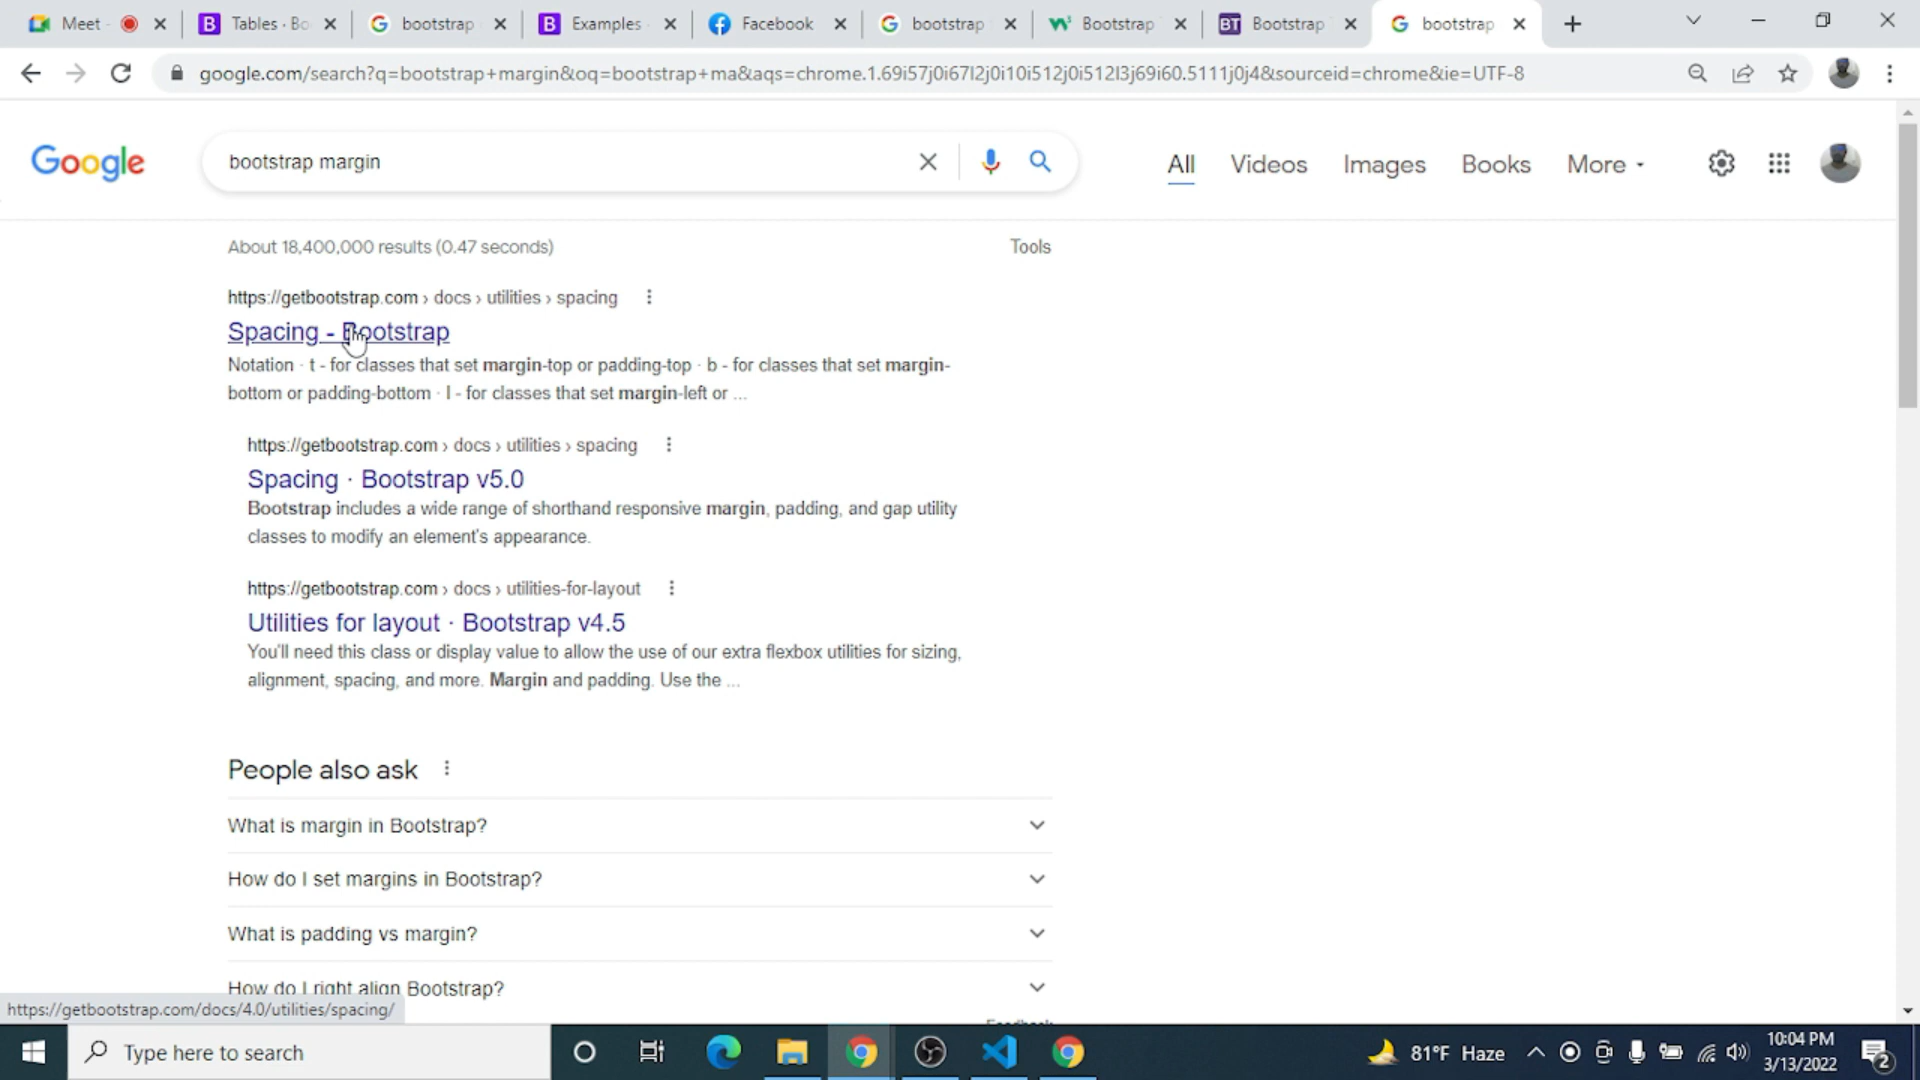 Meet
Tables - Bo
bootstrap
Examples
Facebook
bootstrap
Bootstrap
Bootstrap
bootstrap
google.com/search?q=bootstrap+margin&oq=bootstrap+ma&aqs=chrome.1.69i57j0i67l2j0i10i512j0i512l3j69i60.5111j0j4&sourceid=chrome&ie=UTF-8
Google
bootstrap margin
All
Videos
Images
Books
More
About 18,400,000 results (0.47 seconds)
Tools
https://getbootstrap.com › docs › utilities › spacing
Spacing - Bootstrap
Notation · t - for classes that set margin-top or padding-top · b - for classes that set margin-
bottom or padding-bottom · l - for classes that set margin-left or ...
https://getbootstrap.com › docs › utilities › spacing
Spacing · Bootstrap v5.0
Bootstrap includes a wide range of shorthand responsive margin, padding, and gap utility
classes to modify an element's appearance.
https://getbootstrap.com › docs › utilities-for-layout
Utilities for layout · Bootstrap v4.5
You'll need this class or display value to allow the use of our extra flexbox utilities for sizing,
alignment, spacing, and more. Margin and padding. Use the ...
People also ask
What is margin in Bootstrap?
How do I set margins in Bootstrap?
What is padding vs margin?
How do I right align Bootstrap?
Feedback
https://getbootstrap.com/docs/4.0/utilities/spacing/
Type here to search
81°F Haze
10:04 PM
3/13/2022
2